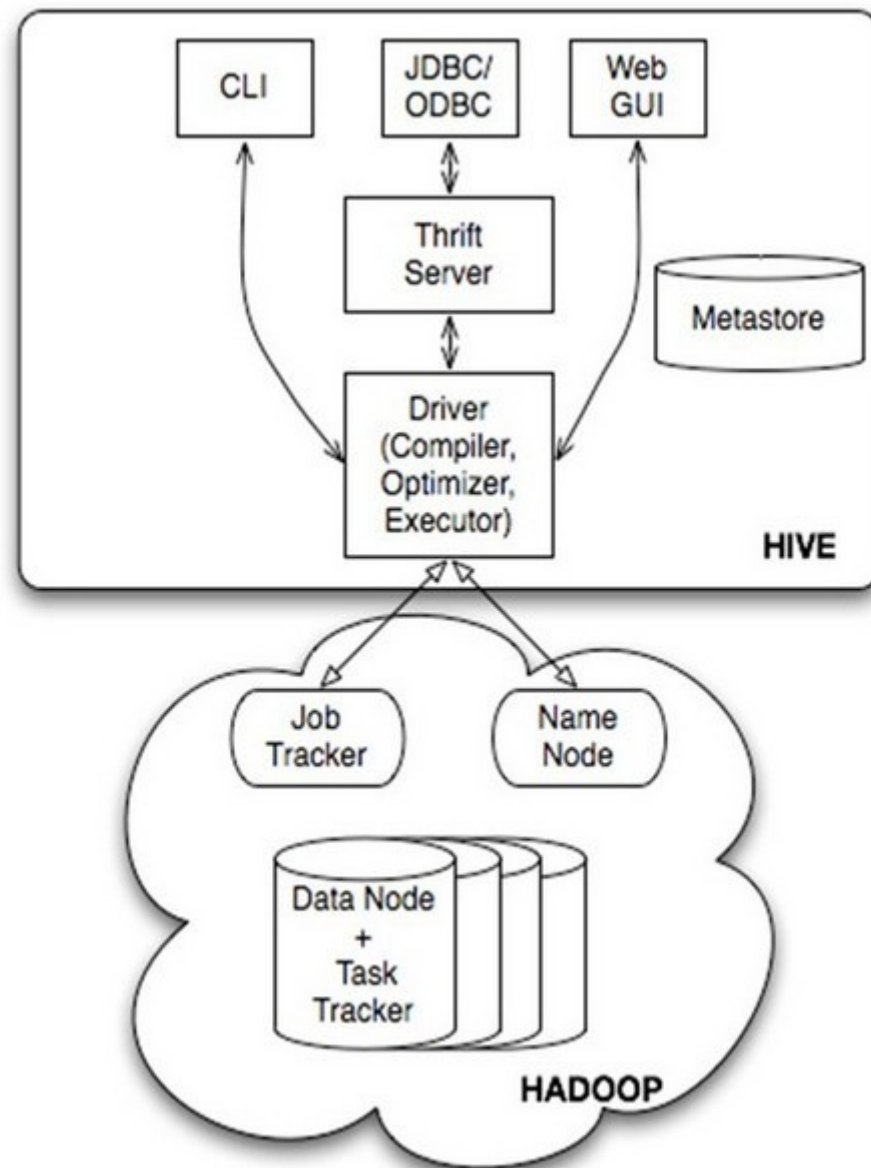 CLI
JDBC/
ODBC
Web
GUI
Thrift
Server
Metastore
Driver
(Compiler,
Optimizer,
Executor)
HIVE
Job
Tracker
Name
Node
Data Node
+
Task
Tracker
HADOOP